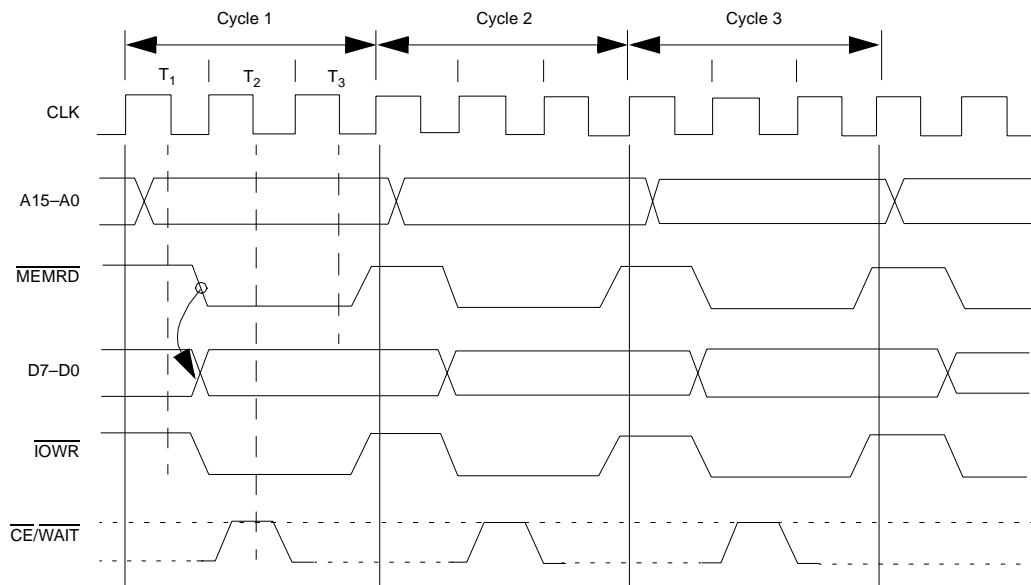 Cycle 1 Cycle 2 Cycle 3
T1 T2 T3
CLK
A15–A0
MEMRD
D7–D0
IOWR
CE/WAIT